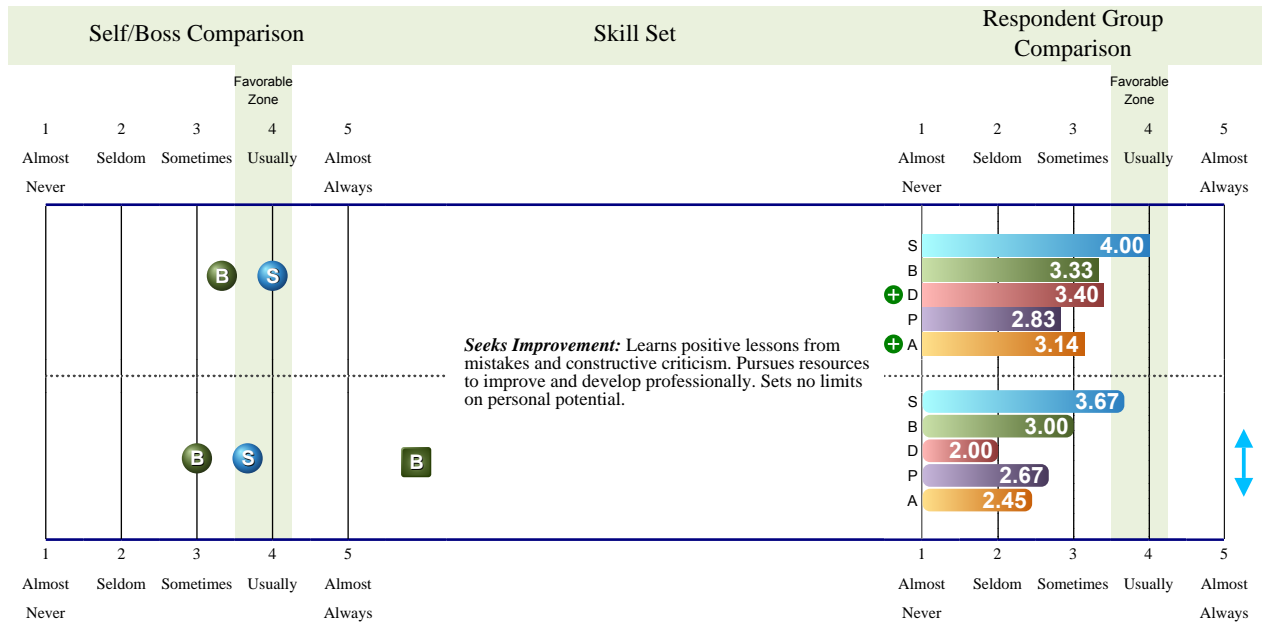 Self/Boss Comparison
Skill Set
Respondent Group
Comparison
Favorable
Zone
1 2 3 4 5
Almost Seldom Sometimes Usually Almost
Never Always
Favorable
Zone
1 2 3 4 5
Almost Seldom Sometimes Usually Almost
Never Always
B S
B S
B
Seeks Improvement: Learns positive lessons from
mistakes and constructive criticism. Pursues resources
to improve and develop professionally. Sets no limits
on personal potential.
S 4.00
B 3.33
+ D 3.40
P 2.83
+ A 3.14
S 3.67
B 3.00
D 2.00
P 2.67
A 2.45
1 2 3 4 5
Almost Seldom Sometimes Usually Almost
Never Always
1 2 3 4 5
Almost Seldom Sometimes Usually Almost
Never Always